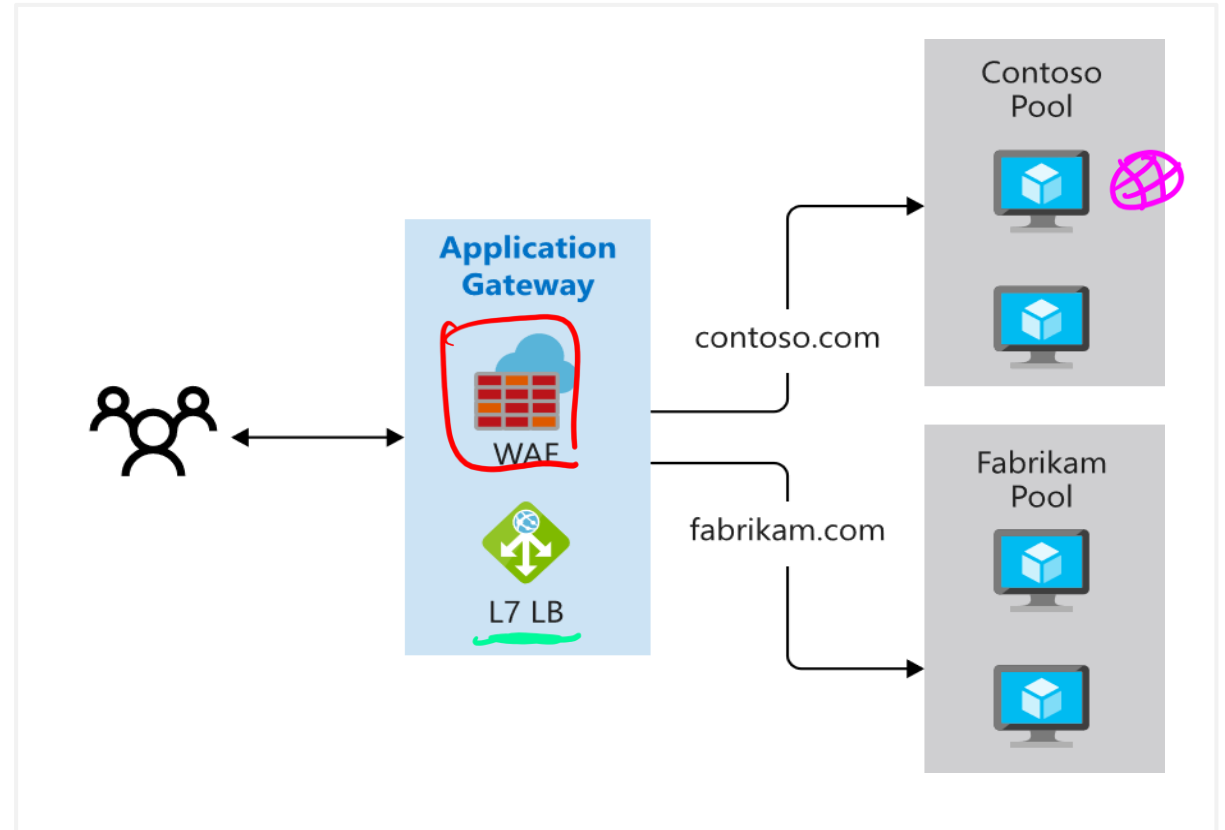 Contoso
Pool
Application
Gateway
contoso.com
WAF
Fabrikam
Pool
fabrikam.com
L7 LB